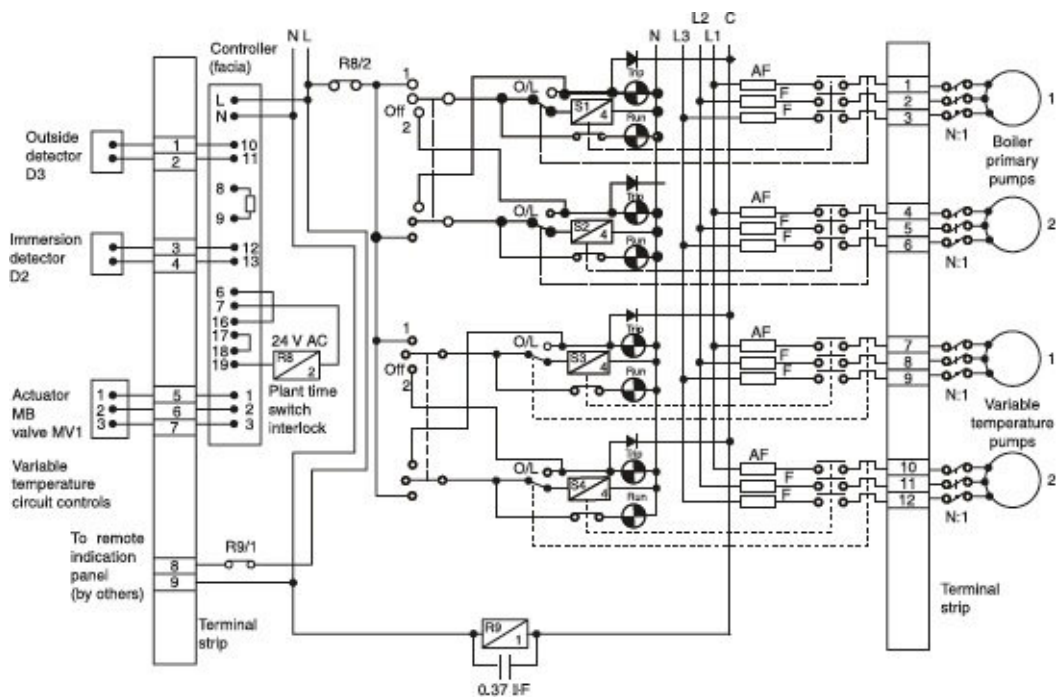 L2 C
N L
N L3 L1
Controller
(facia)
R8/2
1
O/L
Trip
AF
F
F
1
2
3
1
L
N
Off
2
S1
4
Run
N:1
Boiler
primary
pumps
Outside
detector
D3
1
2
10
11
8
9
O/L
Trip
AF
F
F
4
5
6
2
S2
4
Run
N:1
Immersion
detector
D2
3
4
12
13
6
7
16
17
18
19
24 V AC
R8
2
Plant time
switch
interlock
1
Off
2
O/L
Trip
S3
4
Run
AF
F
F
7
8
9
1
N:1
Variable
temperature
pumps
Actuator
MB
valve MV1
1
2
3
5
6
7
1
2
3
Variable
temperature
circuit controls
O/L
Trip
S4
4
Run
AF
F
F
10
11
12
2
N:1
To remote
indication
panel
(by others)
R9/1
8
9
Terminal
strip
Terminal
strip
R9
1
0.37 I·F